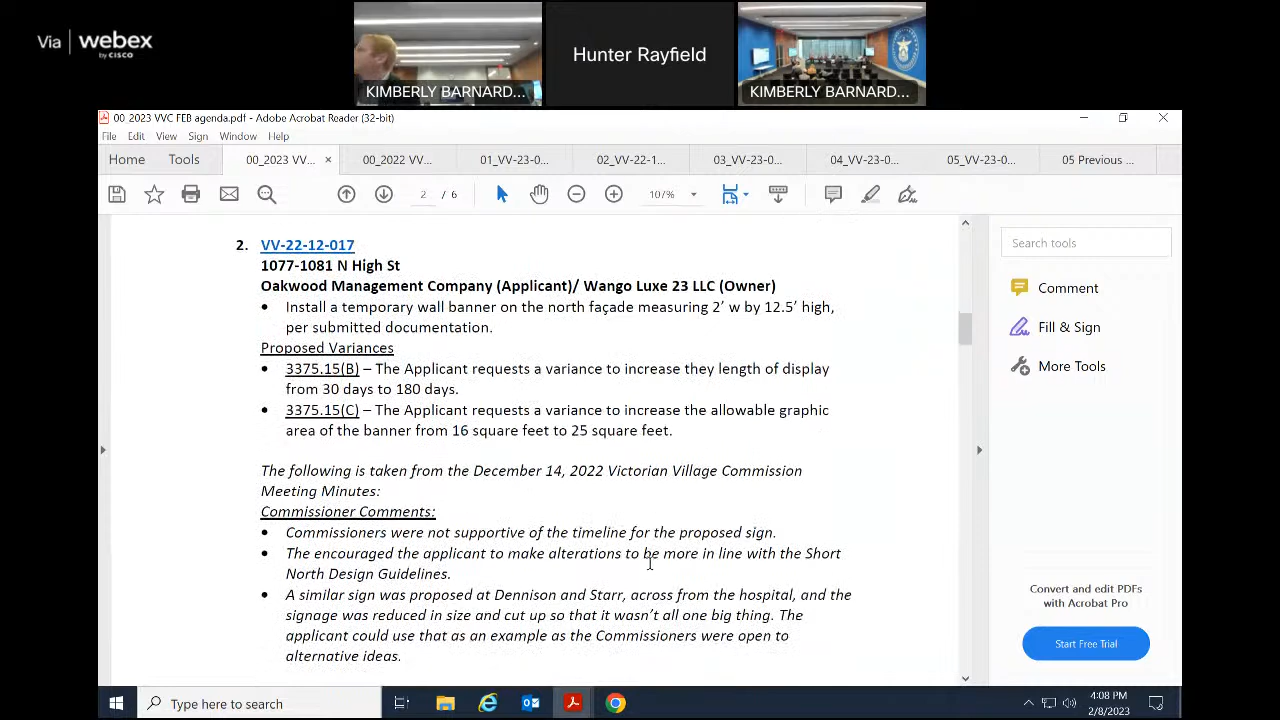 Via webex
by CISCO
KIMBERLY BARNARD...
Hunter Rayfield
KIMBERLY BARNARD...
00_2023 VVC FEB agenda.pdf - Adobe Acrobat Reader (32-bit)
File Edit View Sign Window Help
Home Tools 00_2023 VV... × 00_2022 VV... 01_VV-23-0... 02_VV-22-1... 03_VV-23-0... 04_VV-23-0... 05_VV-23-0... 05 Previous ...
2 / 6 107%
2. VV-22-12-017
1077-1081 N High St
Oakwood Management Company (Applicant)/ Wango Luxe 23 LLC (Owner)
• Install a temporary wall banner on the north façade measuring 2’ w by 12.5’ high,
per submitted documentation.
Proposed Variances
• 3375.15(B) – The Applicant requests a variance to increase they length of display
from 30 days to 180 days.
• 3375.15(C) – The Applicant requests a variance to increase the allowable graphic
area of the banner from 16 square feet to 25 square feet.
The following is taken from the December 14, 2022 Victorian Village Commission
Meeting Minutes:
Commissioner Comments:
• Commissioners were not supportive of the timeline for the proposed sign.
• The encouraged the applicant to make alterations to be more in line with the Short
North Design Guidelines.
• A similar sign was proposed at Dennison and Starr, across from the hospital, and the
signage was reduced in size and cut up so that it wasn’t all one big thing. The
applicant could use that as an example as the Commissioners were open to
alternative ideas.
Search tools
Comment
Fill & Sign
More Tools
Convert and edit PDFs
with Acrobat Pro
Start Free Trial
Type here to search
4:08 PM
2/8/2023